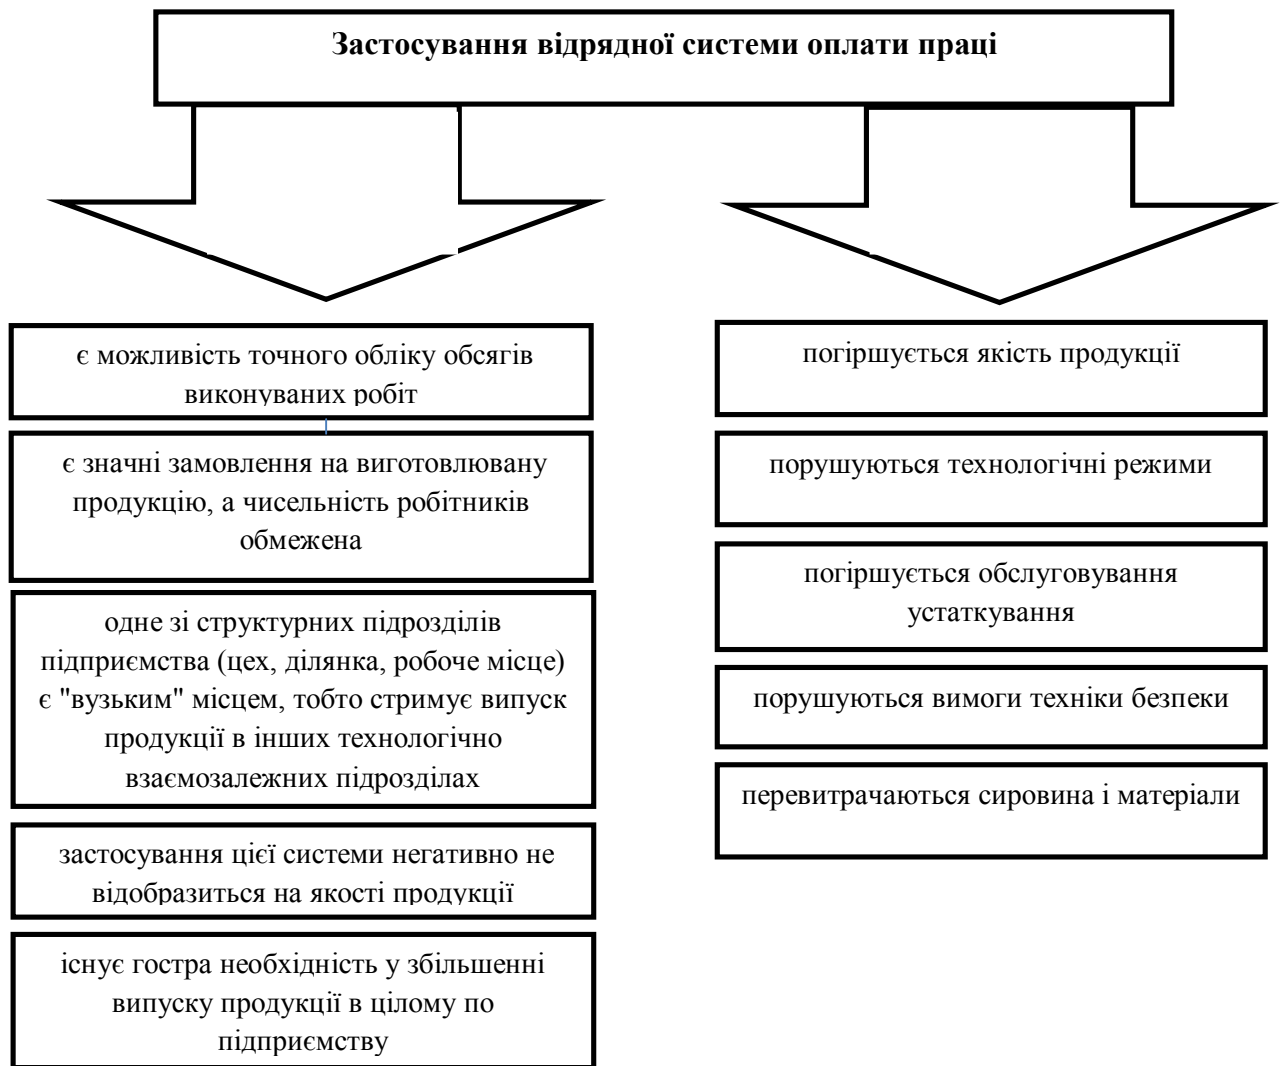 Застосування відрядної системи оплати праці
є можливість точного обліку обсягів
виконуваних робіт
є значні замовлення на виготовлювану
продукцію, а чисельність робітників
обмежена
одне зі структурних підрозділів
підприємства (цех, ділянка, робоче місце)
є "вузьким" місцем, тобто стримує випуск
продукції в інших технологічно
взаємозалежних підрозділах
застосування цієї системи негативно не
відобразиться на якості продукції
існує гостра необхідність у збільшенні
випуску продукції в цілому по
підприємству
погіршується якість продукції
порушуються технологічні режими
погіршується обслуговування
устаткування
порушуються вимоги техніки безпеки
перевитрачаються сировина і матеріали